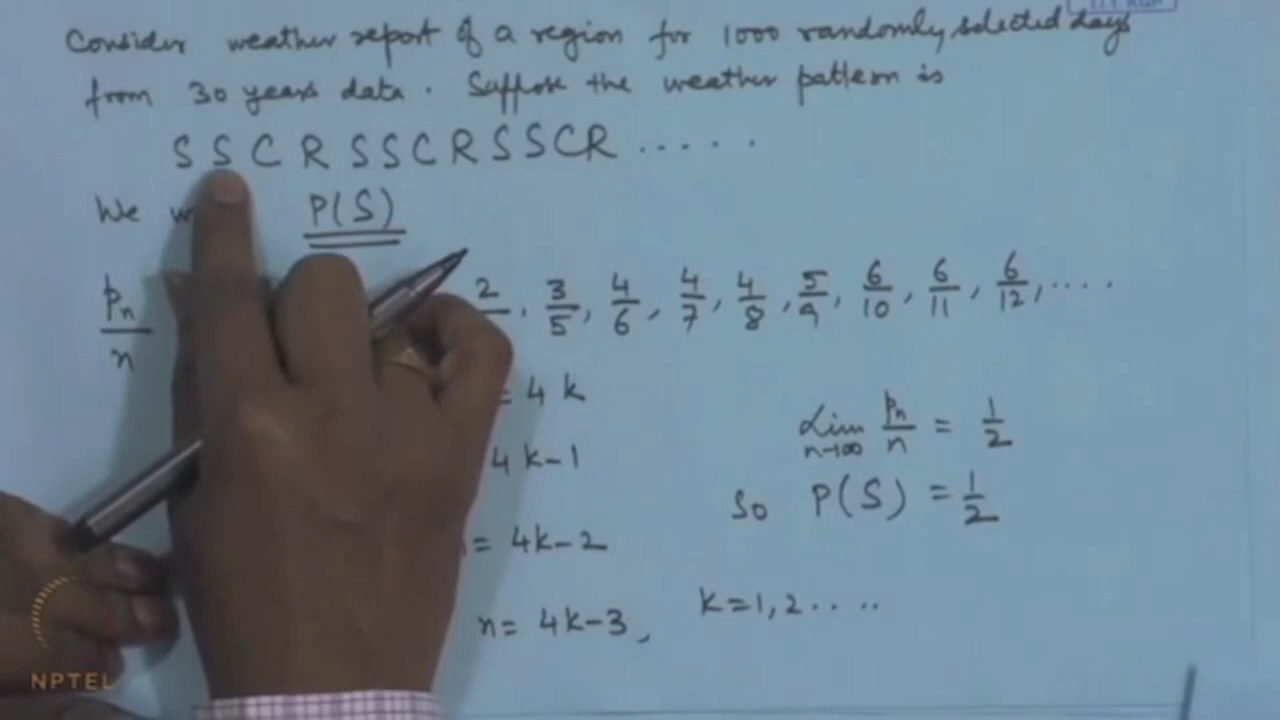 Consider weather report of a region for 1000 randomly selected days
from 30 years data. Suppose the weather pattern is
S S C R S S C R S S C R .....
We P(S)
pₙ/n 2 , 3/5, 4/6, 4/7, 4/8, 5/9, 6/10, 6/11, 6/12, ....
= 4k
4k-1
= 4k-2
n = 4k-3, k=1,2.....
Lim n→∞ pₙ/n = 1/2
So P(S) = 1/2
NPTEL